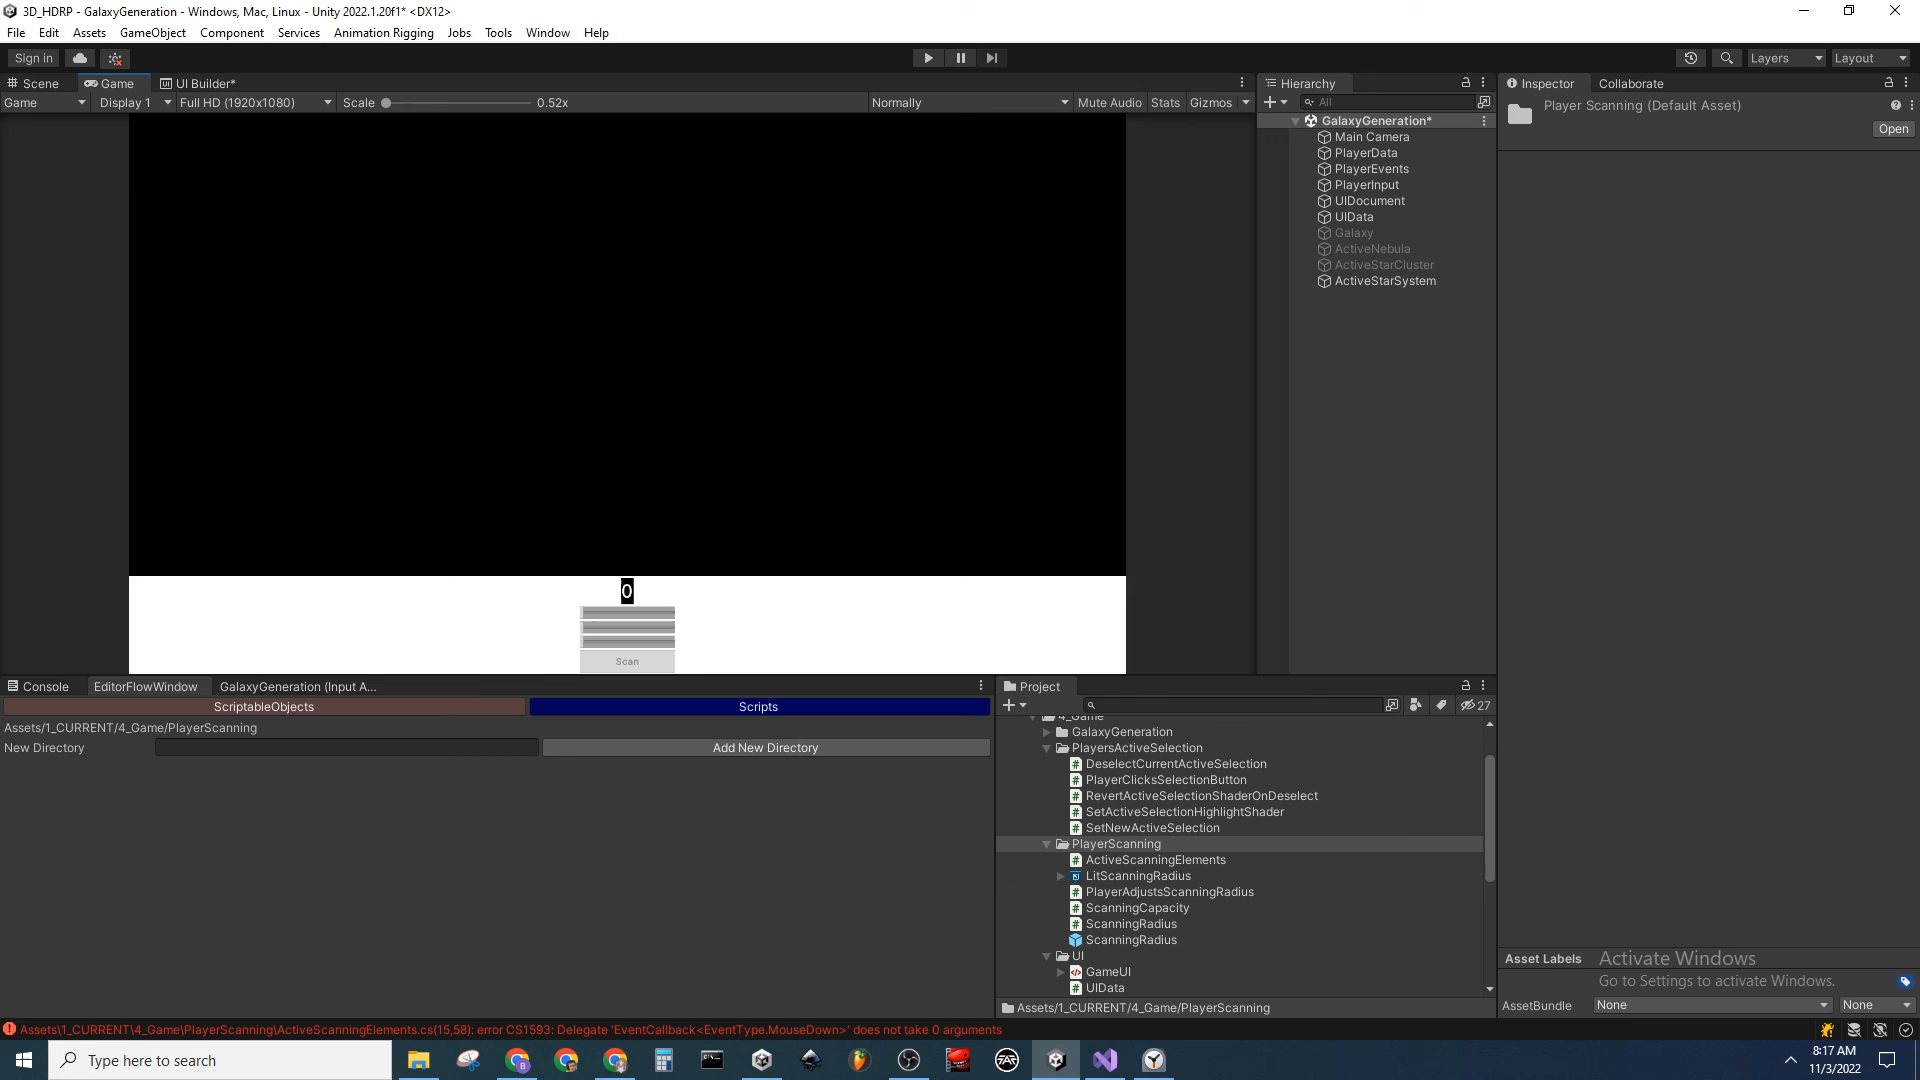 3D_HDRP - GalaxyGeneration - Windows, Mac, Linux - Unity 2022.1.20f1* <DX12>
File Edit Assets GameObject Component Services Animation Rigging Jobs Tools Window Help
Sign in
Layers
Layout
Scene
Game
UI Builder*
Hierarchy
Inspector
Collaborate
Game
Display 1
Full HD (1920x1080)
Scale
0.52x
Normally
Mute Audio
Stats
Gizmos
All
Player Scanning (Default Asset)
Open
GalaxyGeneration*
Main Camera
PlayerData
PlayerEvents
PlayerInput
UIDocument
UIData
Galaxy
ActiveNebula
ActiveStarCluster
ActiveStarSystem
0
Scan
Console
EditorFlowWindow
GalaxyGeneration (Input A...
Project
ScriptableObjects
Scripts
27
Assets/1_CURRENT/4_Game/PlayerScanning
New Directory
Add New Directory
4_Game
GalaxyGeneration
PlayersActiveSelection
DeselectCurrentActiveSelection
PlayerClicksSelectionButton
RevertActiveSelectionShaderOnDeselect
SetActiveSelectionHighlightShader
SetNewActiveSelection
PlayerScanning
ActiveScanningElements
LitScanningRadius
PlayerAdjustsScanningRadius
ScanningCapacity
ScanningRadius
ScanningRadius
UI
GameUI
UIData
Assets/1_CURRENT/4_Game/PlayerScanning
Asset Labels
Activate Windows
Go to Settings to activate Windows.
AssetBundle
None
None
Assets\1_CURRENT\4_Game\PlayerScanning\ActiveScanningElements.cs(15,58): error CS1593: Delegate 'EventCallback<EventType.MouseDown>' does not take 0 arguments
Type here to search
8:17 AM
11/3/2022